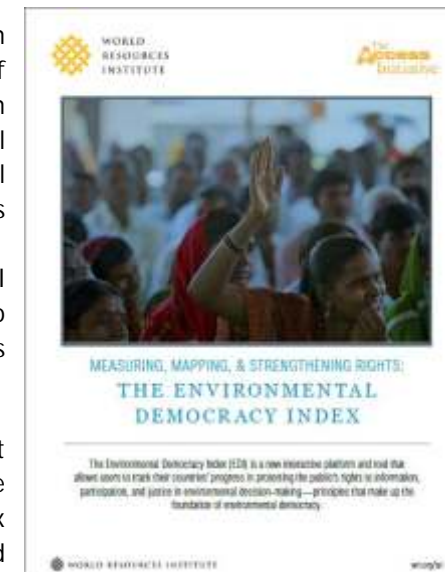 n
f
n
l
l
s
l
o
s
t
e
x
d
WORLD
RESOURCES
INSTITUTE
The
Access
Initiative
MEASURING, MAPPING, & STRENGTHENING RIGHTS:
THE ENVIRONMENTAL
DEMOCRACY INDEX
The Environmental Democracy Index (EDI) is a new interactive platform and tool that
allows users to track their countries' progress in protecting the public's rights to information,
participation, and justice in environmental decision-making—principles that make up the
foundation of environmental democracy.
WORLD RESOURCES INSTITUTE